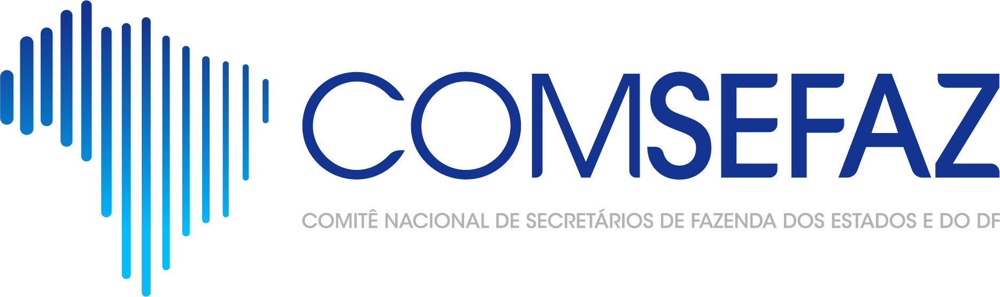 COMSEFAZ
COMITÊ NACIONAL DE SECRETÁRIOS DE FAZENDA DOS ESTADOS E DO DF